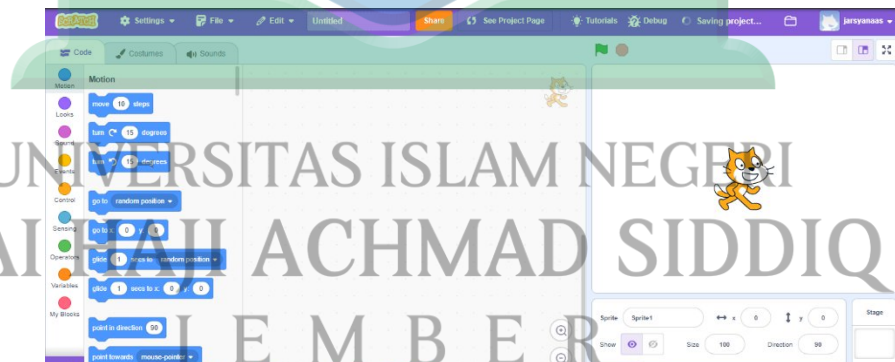 SCRATCH Settings File Edit Untitled Share See Project Page Tutorials Debug Saving project... jarsyanaas
Code Costumes Sounds
Motion
Looks
Sound
Events
Control
Sensing
Operators
Variables
My Blocks
Motion
move 10 steps
turn 15 degrees
turn 15 degrees
go to random position
go to x: 0 y: 0
glide 1 secs to random position
glide 1 secs to x: 0 y: 0
point in direction 90
point towards mouse-pointer
Sprite Sprite1 x 0 y 0
Show Size 100 Direction 90
Stage
UNIVERSITAS ISLAM NEGERI
AI HAJI ACHMAD SIDDIQ
JEMBER